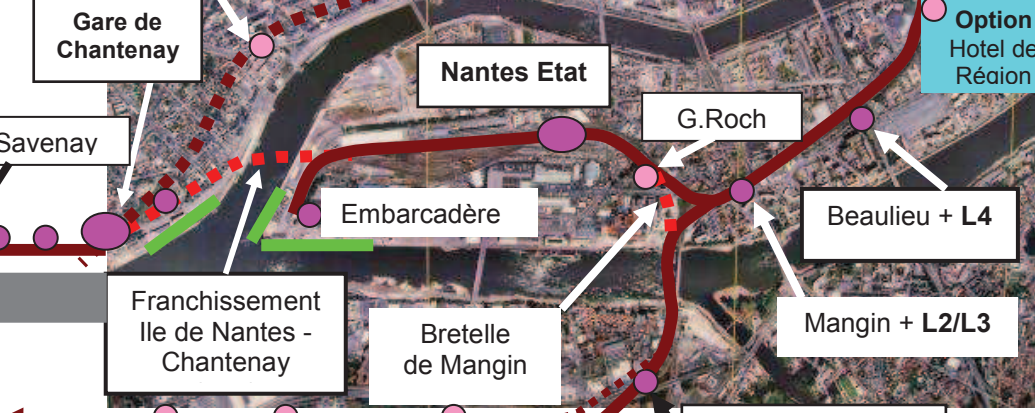 Gare de
Chantenay
Savenay
Nantes Etat
G.Roch
Option
Hotel de
Région
Embarcadère
Beaulieu + L4
Franchissement
Ile de Nantes -
Chantenay
Bretelle
de Mangin
Mangin + L2/L3